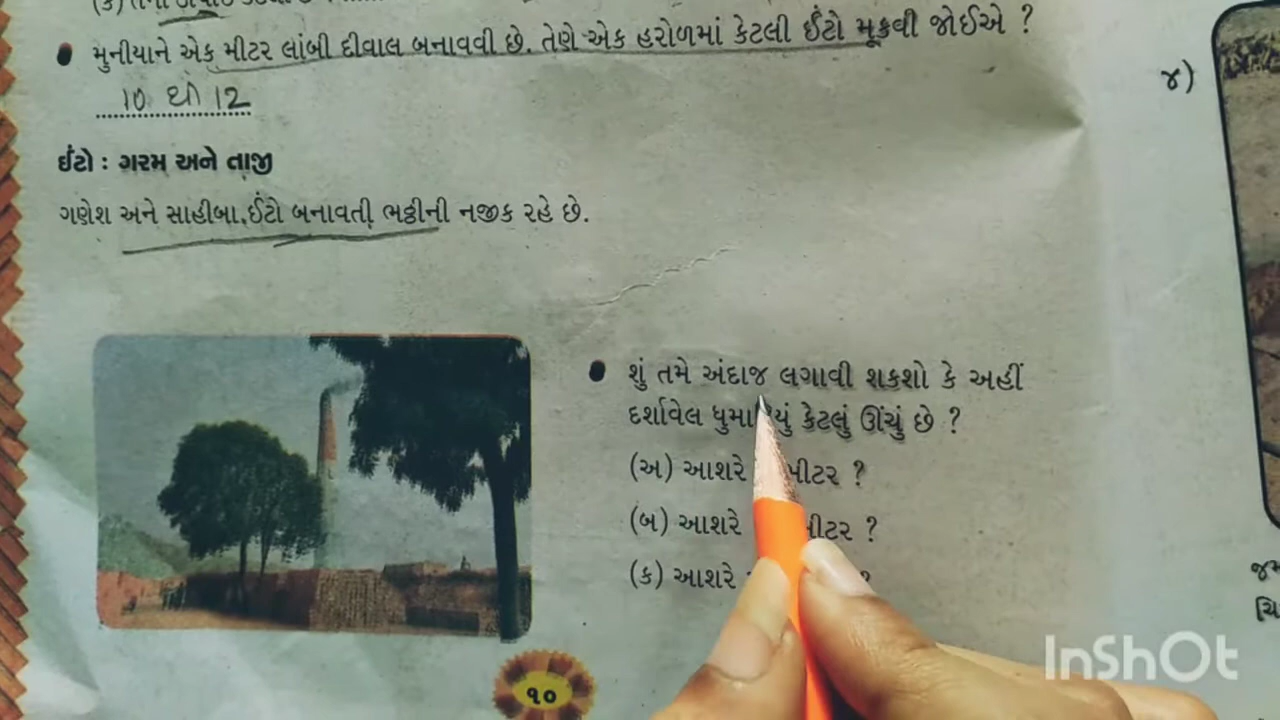 મુનીયાને એક મીટર લાંબી દીવાલ બનાવવી છે. તેણે એક હરોળમાં કેટલી ઈંટો મૂકવી જોઈએ ?
૪)
10 થી 12
ઈંટો : ગરમ અને તાજી
ગણેશ અને સાહીબા, ઈંટો બનાવતી ભઠ્ઠીની નજીક રહે છે.
શું તમે અંદાજ લગાવી શકશો કે અહીં
દર્શાવેલ કેટલું ઊંચું છે ?
(અ) આશરે મીટર ?
(બ) આશરે મીટર ?
(ક) આશરે ?
૧૦
InShOt